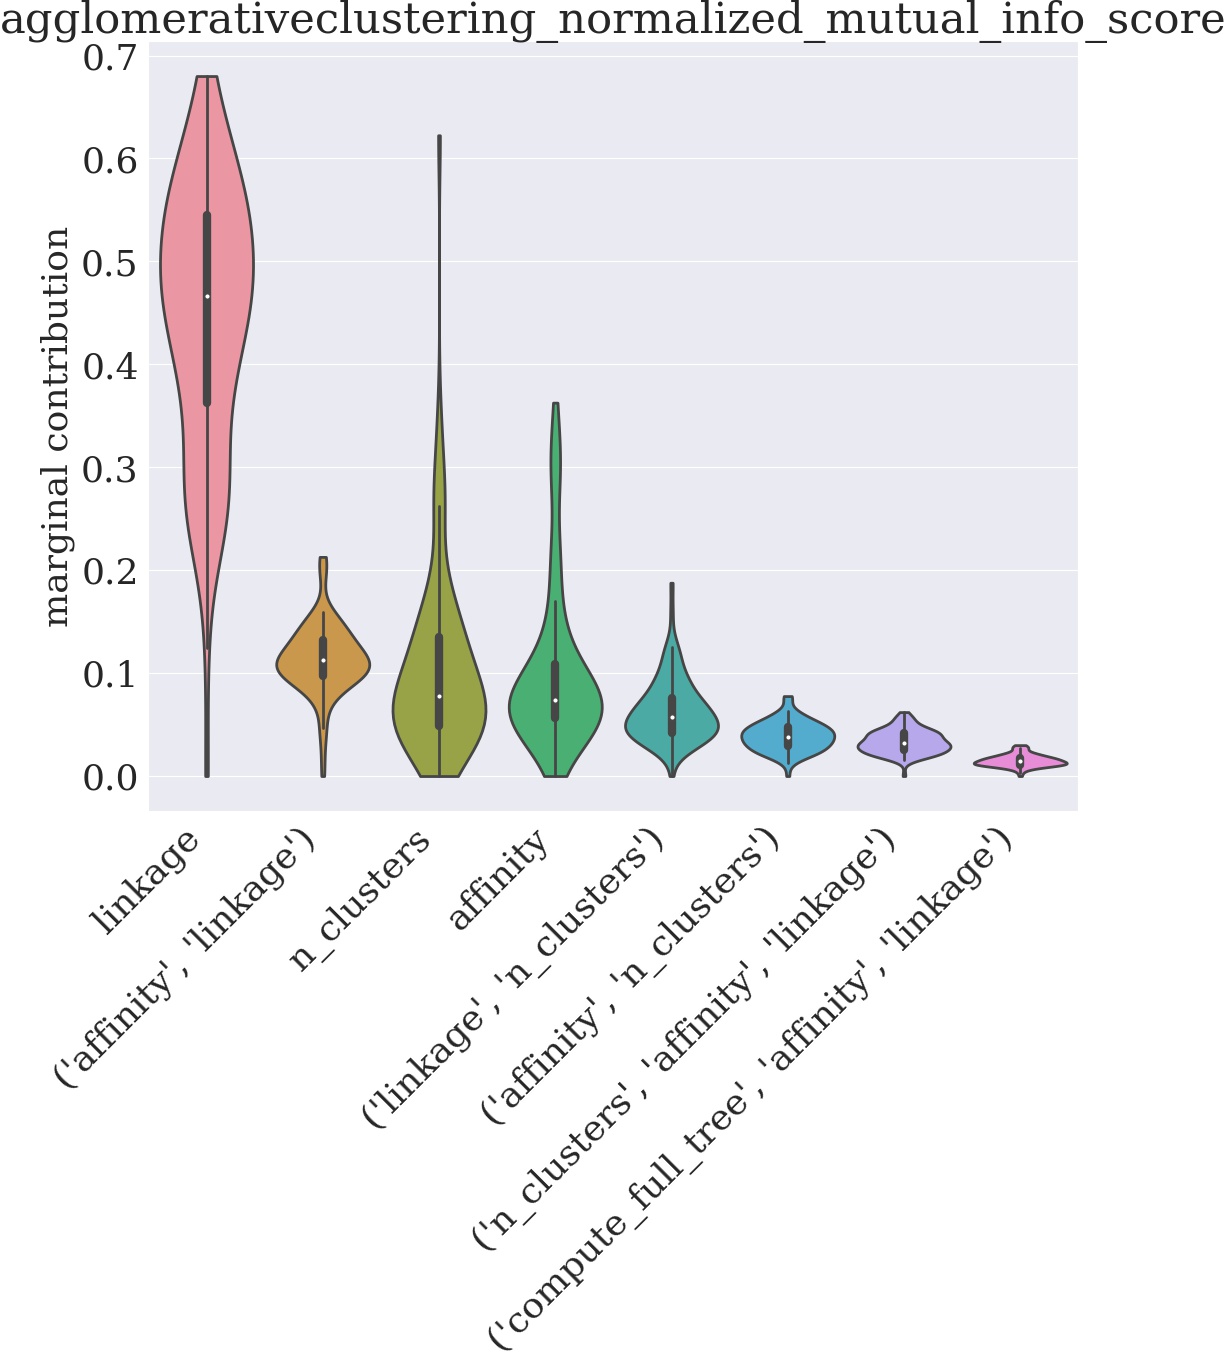 agglomerativeclustering_normalized_mutual_info_score
0.7
0.6
0.5
0.4
0.3
0.2
0.1
0.0
marginal contribution
linkage
('affinity', 'linkage')
n_clusters
affinity
('linkage', 'n_clusters')
('affinity', 'n_clusters')
('n_clusters', 'affinity', 'linkage')
('compute_full_tree', 'affinity', 'linkage')